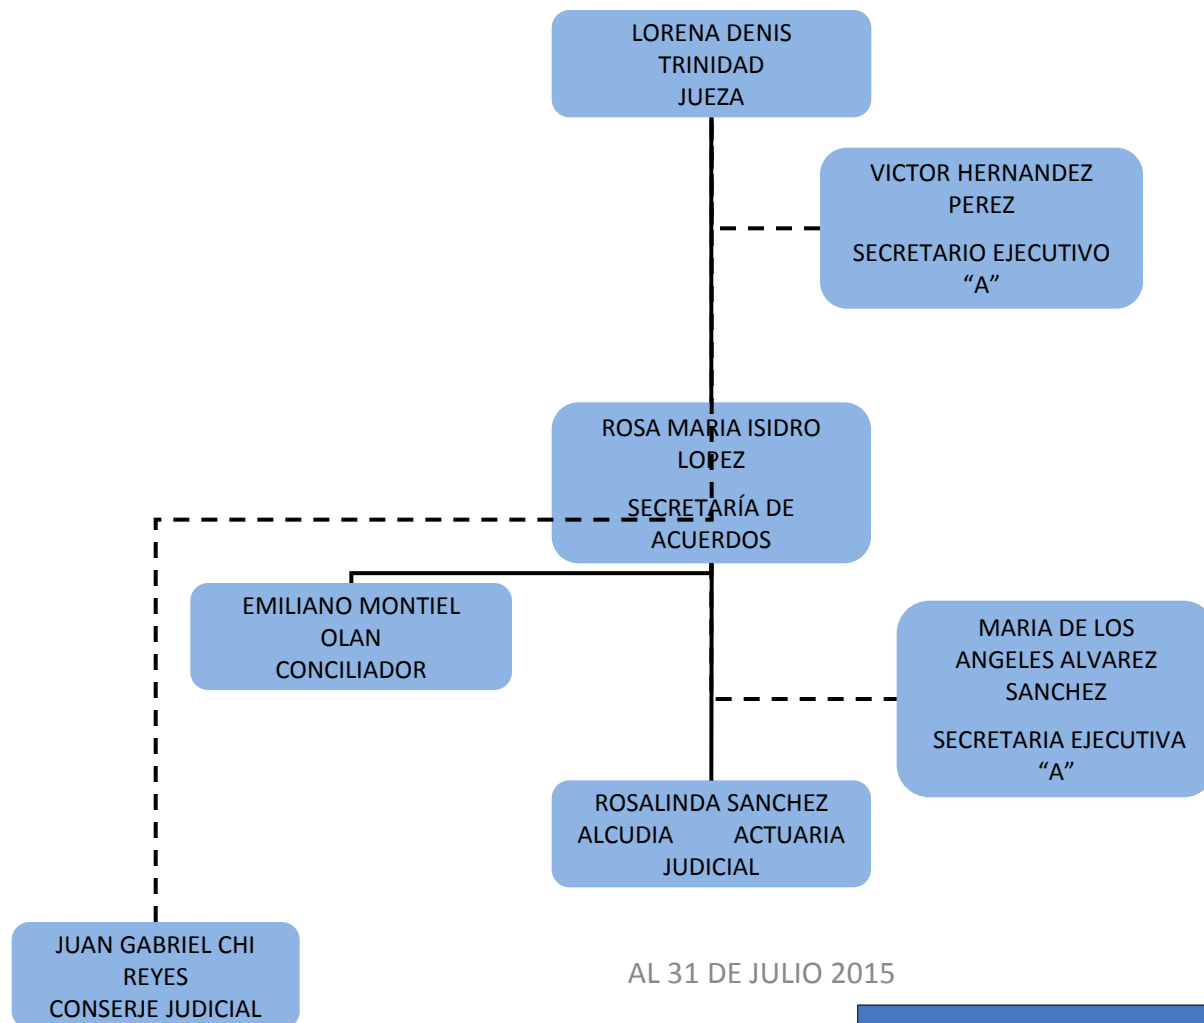 LORENA DENIS
TRINIDAD
JUEZA
VICTOR HERNANDEZ
PEREZ
SECRETARIO EJECUTIVO
“A”
ROSA MARIA ISIDRO
LOPEZ
SECRETARÍA DE
ACUERDOS
EMILIANO MONTIEL
OLAN
CONCILIADOR
MARIA DE LOS
ANGELES ALVAREZ
SANCHEZ
SECRETARIA EJECUTIVA
“A”
ROSALINDA SANCHEZ
ALCUDIA ACTUARIA
JUDICIAL
JUAN GABRIEL CHI
REYES
CONSERJE JUDICIAL
AL 31 DE JULIO 2015